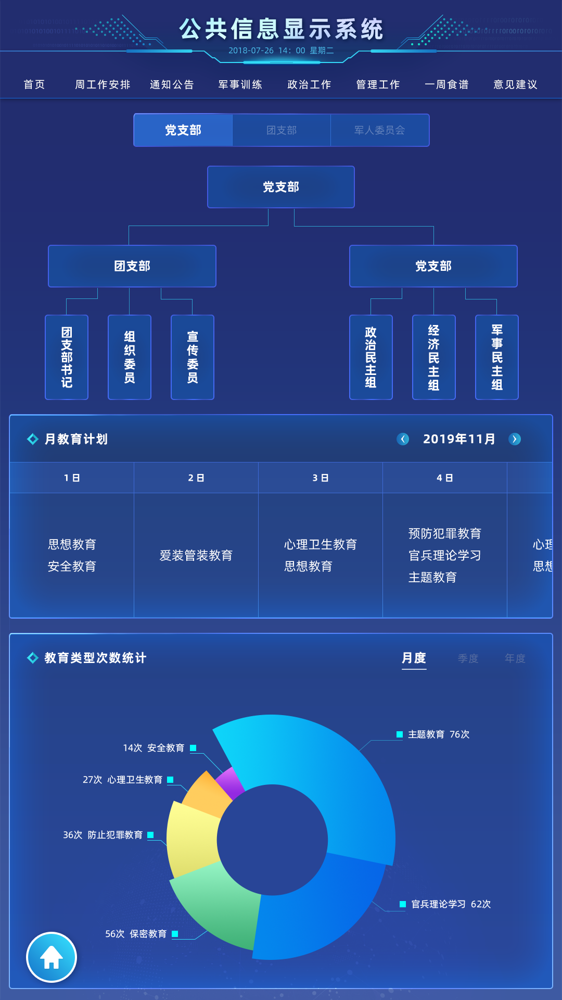 公共信息显示系统
2018-07-26 14：00 星期二
首页 周工作安排 通知公告 军事训练 政治工作 管理工作 一周食谱 意见建议
党支部 团支部 军人委员会
党支部
团支部 党支部
团支部书记 组织委员 宣传委员 政治民主组 经济民主组 军事民主组
月教育计划 2019年11月
1 日 2 日 3 日 4 日
思想教育
安全教育
爱装管装教育
心理卫生教育
思想教育
预防犯罪教育
官兵理论学习
主题教育
心理
思想
教育类型次数统计 月度 季度 年度
主题教育 76次
14次 安全教育
27次 心理卫生教育
36次 防止犯罪教育
官兵理论学习 62次
56次 保密教育